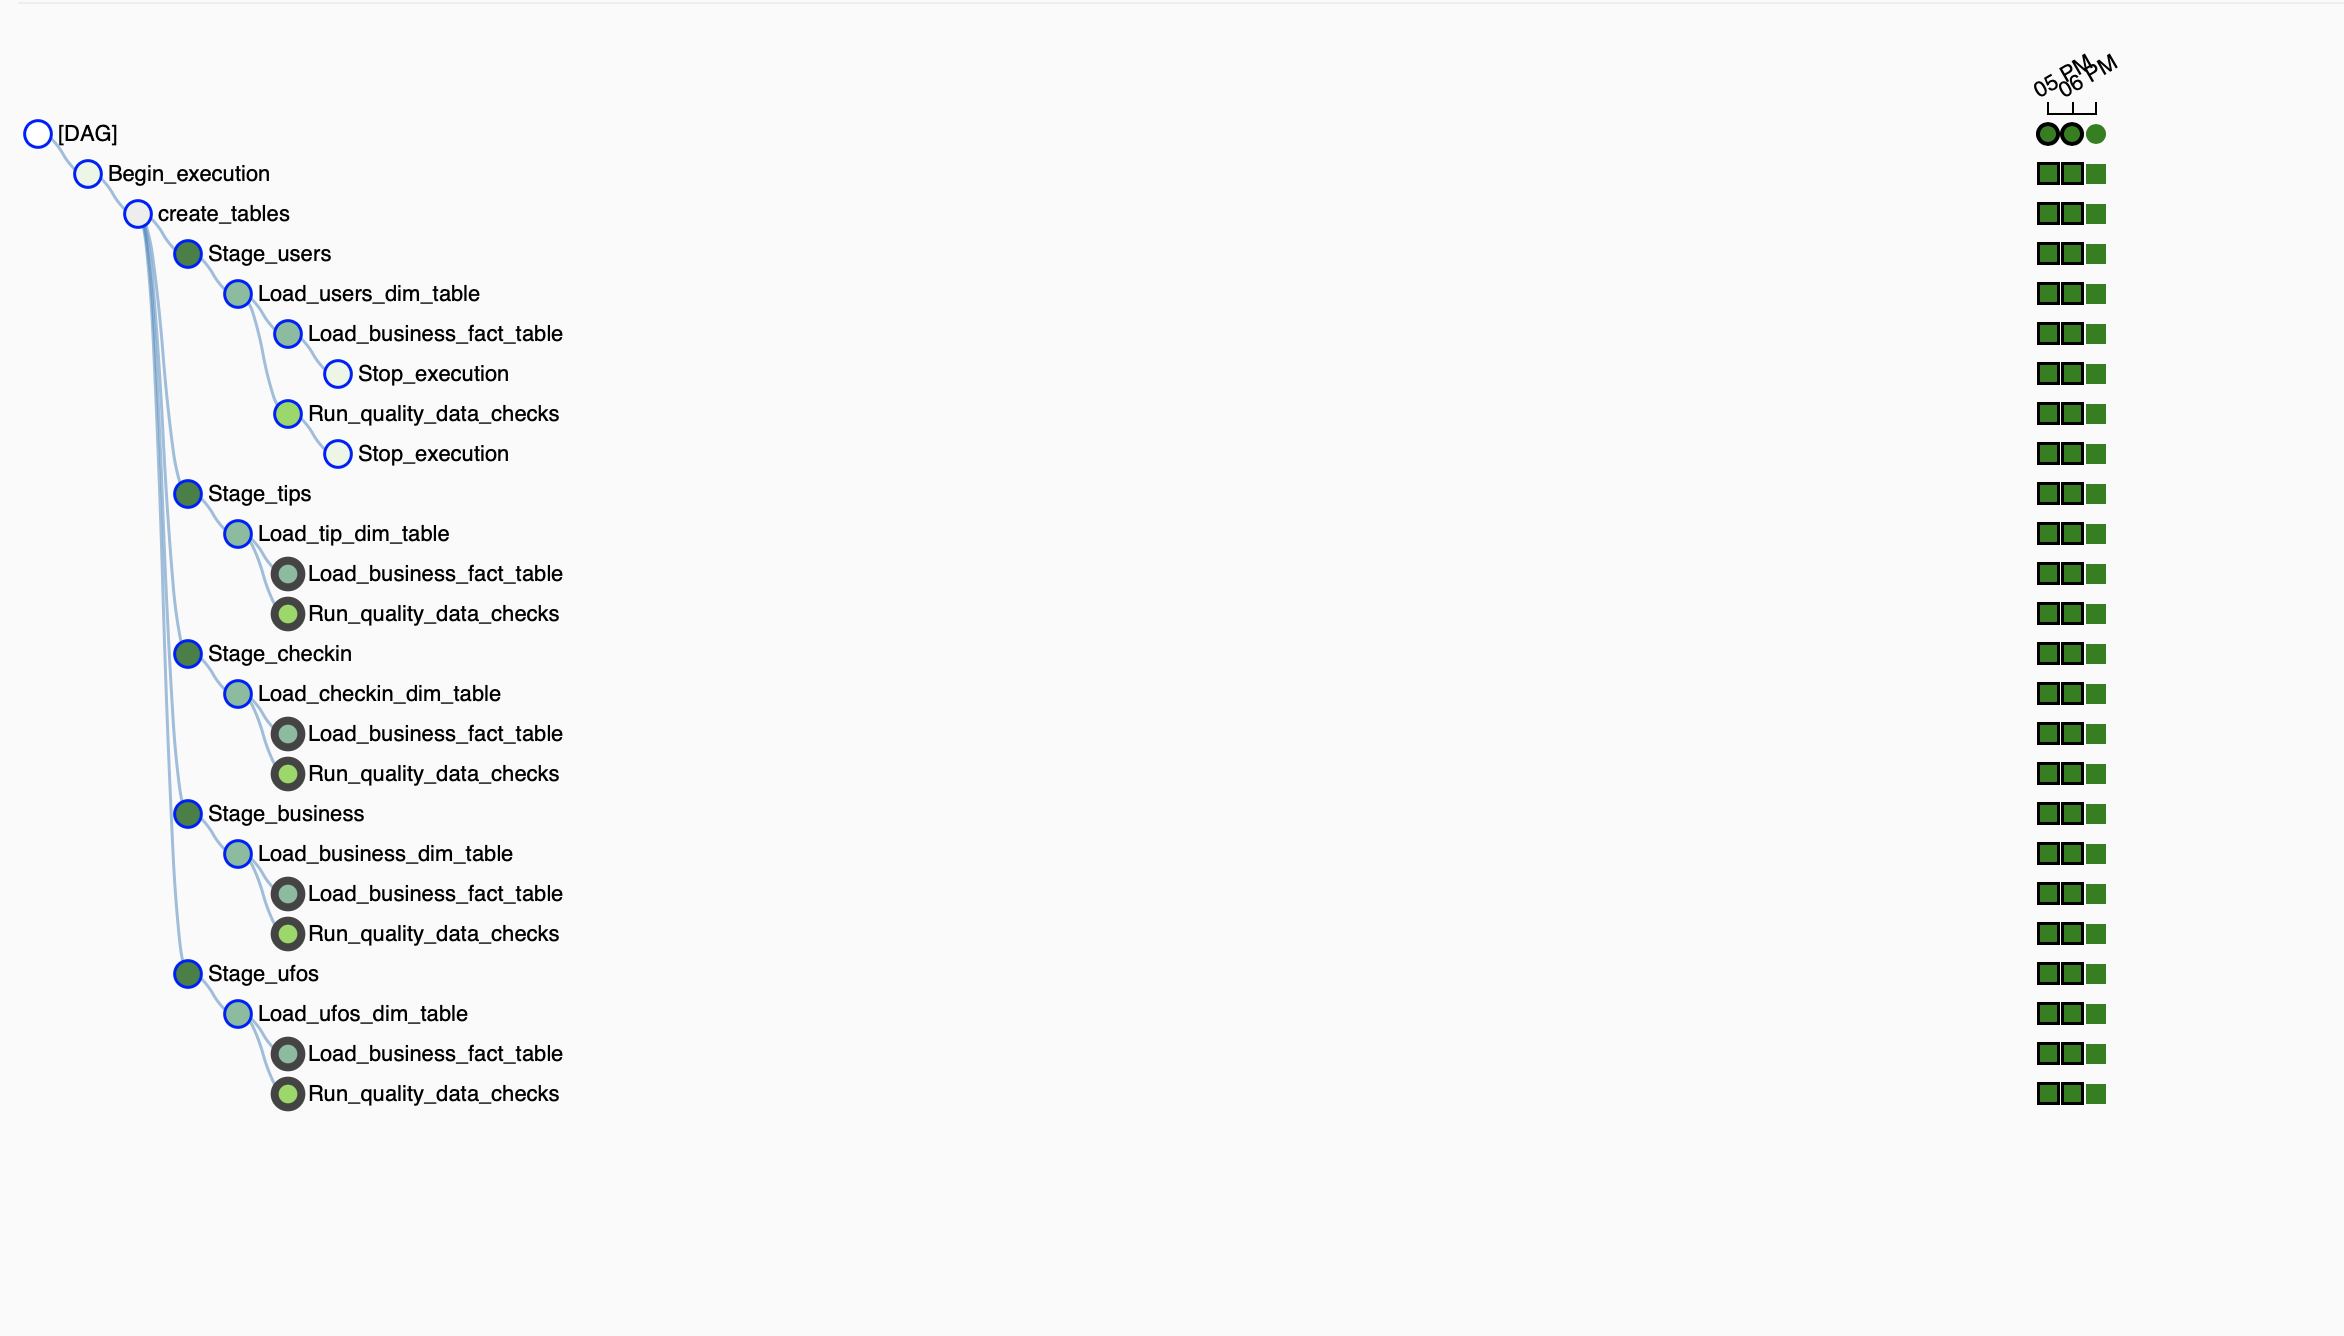 05 PM
06 PM
[DAG]
Begin_execution
create_tables
Stage_users
Load_users_dim_table
Load_business_fact_table
Stop_execution
Run_quality_data_checks
Stop_execution
Stage_tips
Load_tip_dim_table
Load_business_fact_table
Run_quality_data_checks
Stage_checkin
Load_checkin_dim_table
Load_business_fact_table
Run_quality_data_checks
Stage_business
Load_business_dim_table
Load_business_fact_table
Run_quality_data_checks
Stage_ufos
Load_ufos_dim_table
Load_business_fact_table
Run_quality_data_checks